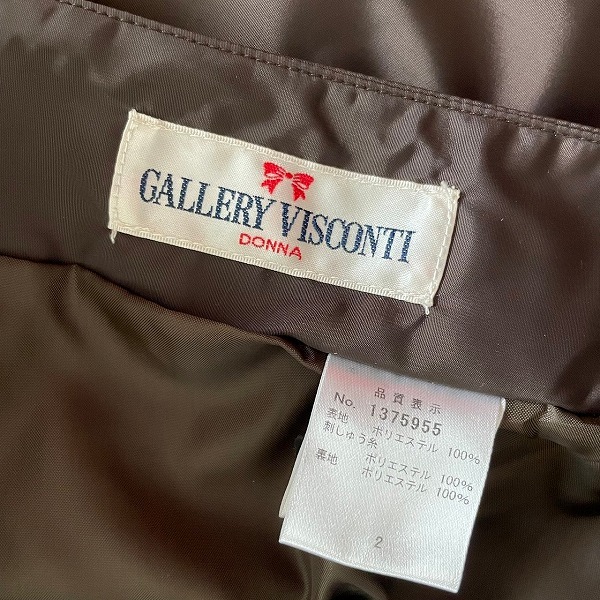 GALLERY VISCONTI
DONNA
品質表示
No. 1375955
表地 ポリエステル 100%
刺しゅう糸
ポリエステル 100%
裏地 ポリエステル 100%
2